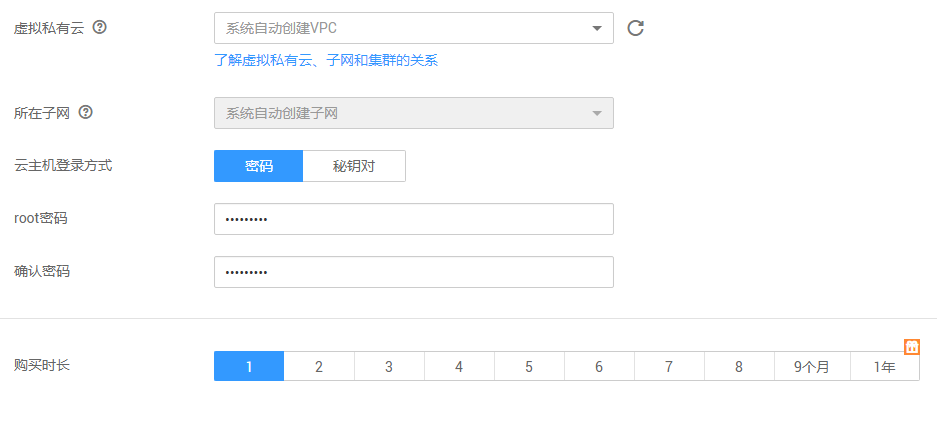 虚拟私有云 ?
系统自动创建VPC
了解虚拟私有云、子网和集群的关系
所在子网 ?
系统自动创建子网
云主机登录方式
密码 秘钥对
root密码
•••••••••
确认密码
•••••••••
购买时长
1 2 3 4 5 6 7 8 9个月 1年